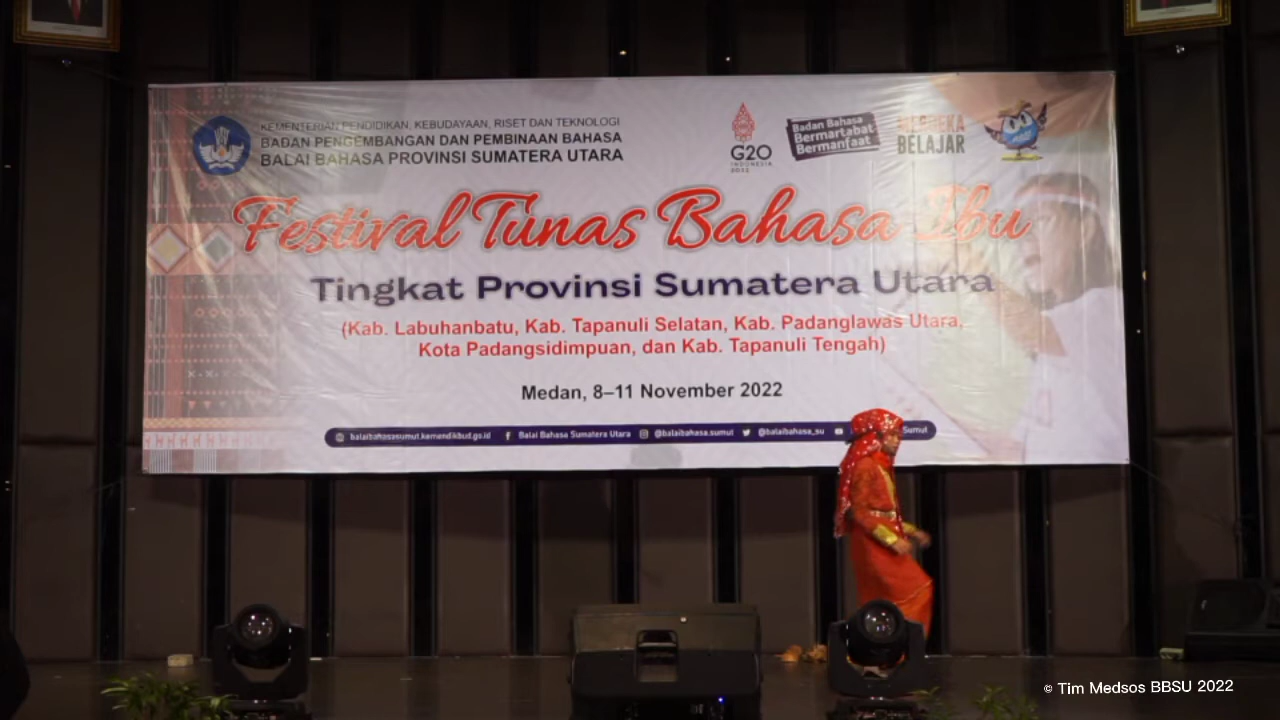 KEMENTERIAN PENDIDIKAN, KEBUDAYAAN, RISET DAN TEKNOLOGI
BADAN PENGEMBANGAN DAN PEMBINAAN BAHASA
BALAI BAHASA PROVINSI SUMATERA UTARA
G20
INDONESIA
2022
Badan Bahasa
Bermartabat
Bermanfaat
MERDEKA
BELAJAR
Festival Tunas Bahasa Ibu
Tingkat Provinsi Sumatera Utara
(Kab. Labuhanbatu, Kab. Tapanuli Selatan, Kab. Padanglawas Utara,
Kota Padangsidimpuan, dan Kab. Tapanuli Tengah)
Medan, 8–11 November 2022
balaibahasasumut.kemendikbud.go.id Balai Bahasa Sumatera Utara @balaibahasa.sumut @balaibahasa_su Sumut
© Tim Medsos BBSU 2022